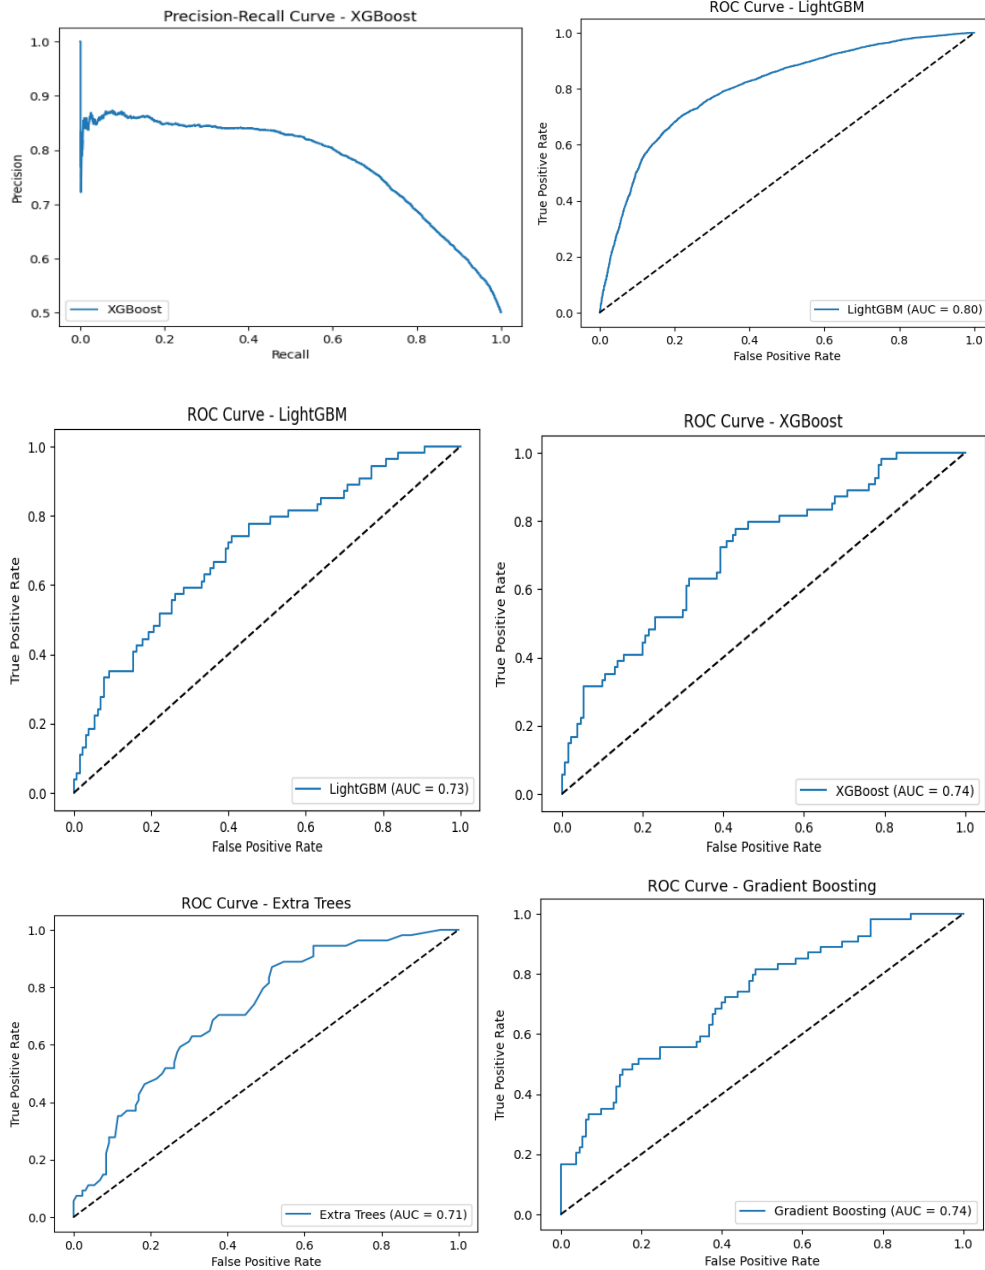 Precision-Recall Curve - XGBoost
1.0
0.9
0.8
0.7
0.6
0.5
Precision
XGBoost
0.0 0.2 0.4 0.6 0.8 1.0
Recall
ROC Curve - LightGBM
1.0
0.8
0.6
0.4
0.2
0.0
True Positive Rate
LightGBM (AUC = 0.80)
0.0 0.2 0.4 0.6 0.8 1.0
False Positive Rate
ROC Curve - LightGBM
1.0
0.8
0.6
0.4
0.2
0.0
True Positive Rate
LightGBM (AUC = 0.73)
0.0 0.2 0.4 0.6 0.8 1.0
False Positive Rate
ROC Curve - XGBoost
1.0
0.8
0.6
0.4
0.2
0.0
True Positive Rate
XGBoost (AUC = 0.74)
0.0 0.2 0.4 0.6 0.8 1.0
False Positive Rate
ROC Curve - Extra Trees
1.0
0.8
0.6
0.4
0.2
0.0
True Positive Rate
Extra Trees (AUC = 0.71)
0.0 0.2 0.4 0.6 0.8 1.0
False Positive Rate
ROC Curve - Gradient Boosting
1.0
0.8
0.6
0.4
0.2
0.0
True Positive Rate
Gradient Boosting (AUC = 0.74)
0.0 0.2 0.4 0.6 0.8 1.0
False Positive Rate